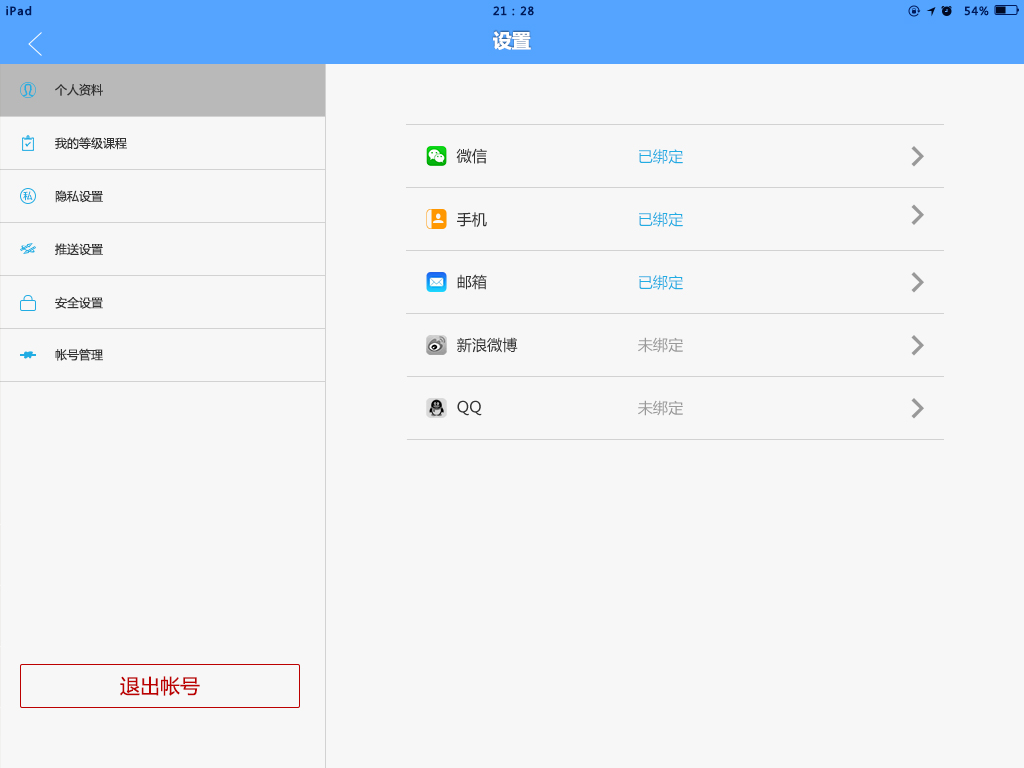 iPad
21：28
54%
设置
个人资料
我的等级课程
私
隐私设置
推送设置
安全设置
帐号管理
退出帐号
微信
已绑定
手机
已绑定
邮箱
已绑定
新浪微博
未绑定
QQ
未绑定